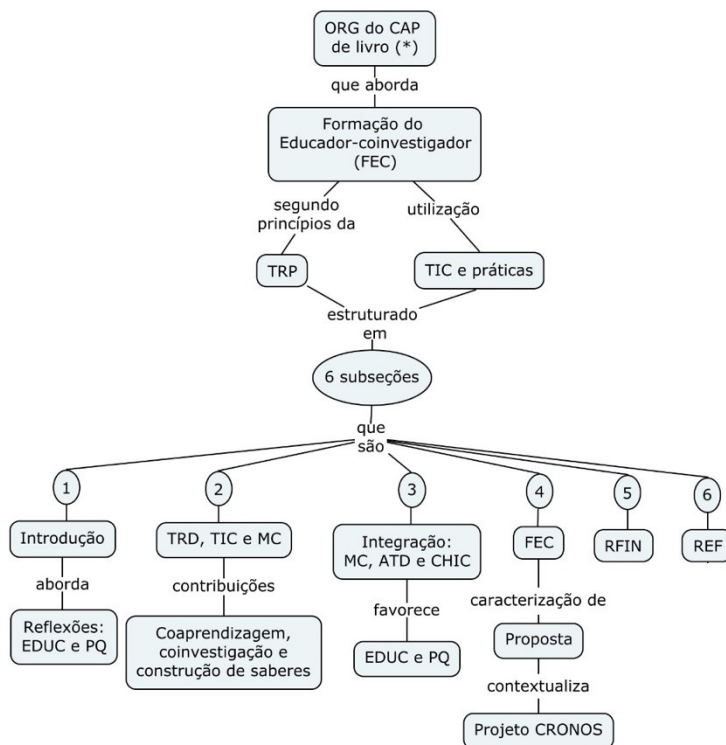 ORG do CAP
de livro (*)
que aborda
Formação do
Educador-coinvestigador
(FEC)
segundo
princípios da
utilização
TRP
TIC e práticas
estruturado
em
6 subseções
que
são
1
2
3
4
5
6
Introdução
TRD, TIC e MC
Integração:
MC, ATD e CHIC
FEC
RFIN
REF
aborda
contribuições
favorece
caracterização de
Reflexões:
EDUC e PQ
Coaprendizagem,
coinvestigação e
construção de saberes
EDUC e PQ
Proposta
contextualiza
Projeto CRONOS